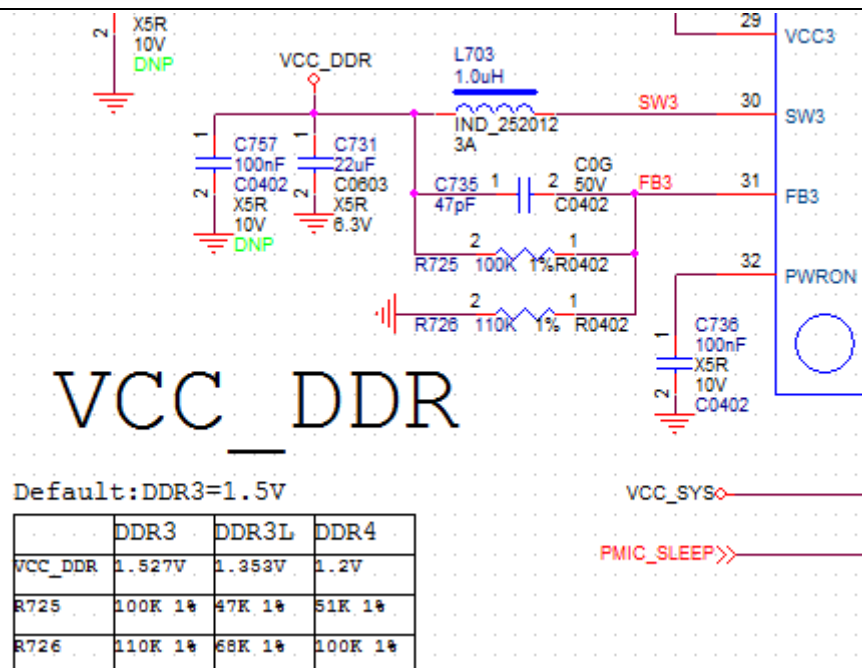 2
X5R
10V
DNP
VCC_DDR
L703
1.0uH
IND_252012
3A
SW3
29
VCC3
30
SW3
1
C757
100nF
C0402
2
X5R
10V
DNP
1
C731
22uF
C0603
2
X5R
6.3V
C735
47pF
1
2
C0G
50V
C0402
FB3
31
FB3
2
1
R725
100K
1%
R0402
2
1
R726
110K
1%
R0402
32
PWRON
1
C736
100nF
X5R
2
10V
C0402
VCC_DDR
Default:DDR3=1.5V
DDR3 DDR3L DDR4
VCC_DDR 1.527V 1.353V 1.2V
R725 100K 1% 47K 1% 51K 1%
R726 110K 1% 68K 1% 100K 1%
VCC_SYS
PMIC_SLEEP